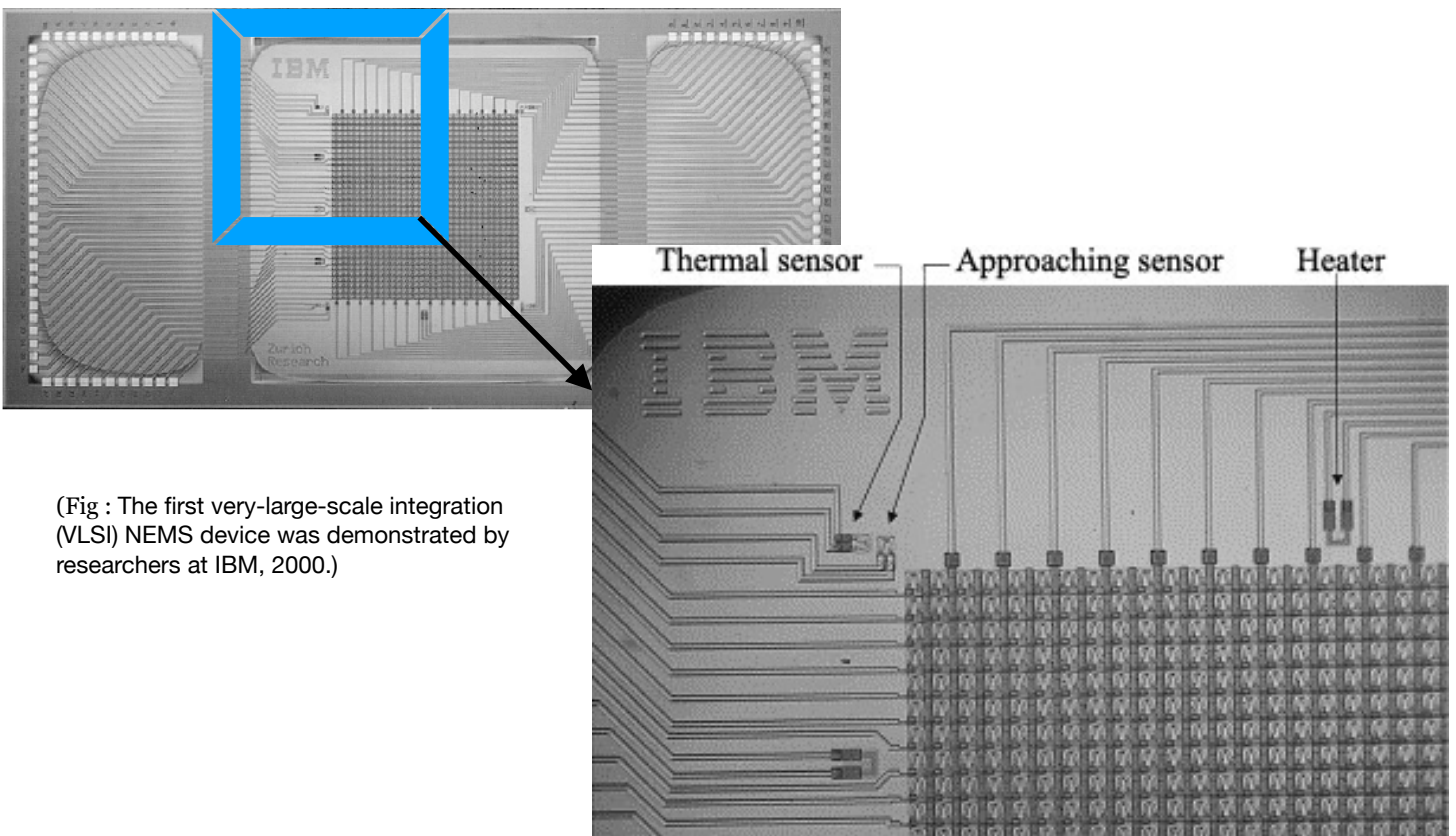 IBM
Zurich
Research
Thermal sensor
Approaching sensor
Heater
IBM
(Fig : The first very-large-scale integration
(VLSI) NEMS device was demonstrated by
researchers at IBM, 2000.)